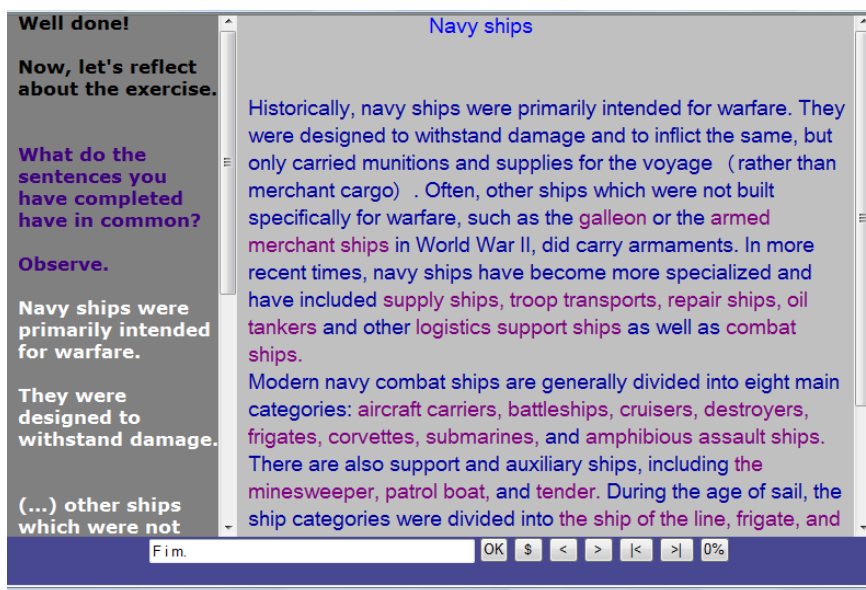 Well done!
Now, let's reflect
about the exercise.
What do the
sentences you
have completed
have in common?
Observe.
Navy ships were
primarily intended
for warfare.
They were
designed to
withstand damage.
(...) other ships
which were not
Navy ships
Historically, navy ships were primarily intended for warfare. They
were designed to withstand damage and to inflict the same, but
only carried munitions and supplies for the voyage (rather than
merchant cargo) . Often, other ships which were not built
specifically for warfare, such as the galleon or the armed
merchant ships in World War II, did carry armaments. In more
recent times, navy ships have become more specialized and
have included supply ships, troop transports, repair ships, oil
tankers and other logistics support ships as well as combat
ships.
Modern navy combat ships are generally divided into eight main
categories: aircraft carriers, battleships, cruisers, destroyers,
frigates, corvettes, submarines, and amphibious assault ships.
There are also support and auxiliary ships, including the
minesweeper, patrol boat, and tender. During the age of sail, the
ship categories were divided into the ship of the line, frigate, and
Fim. OK $ < > |< >| 0%